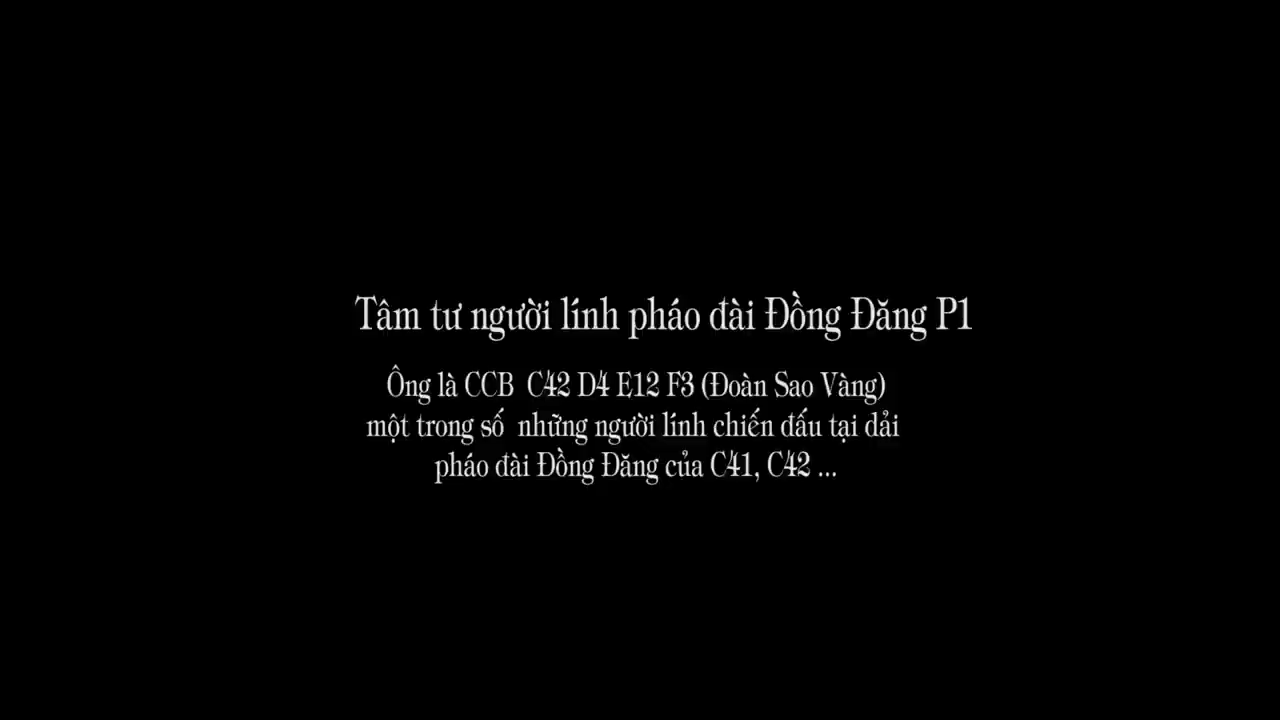 Tâm tư người lính pháo đài Đồng Đăng P1
Ông là CCB C42 D4 E12 F3 (Đoàn Sao Vàng)
một trong số những người lính chiến đấu tại dải
pháo đài Đồng Đăng của C41, C42 ...